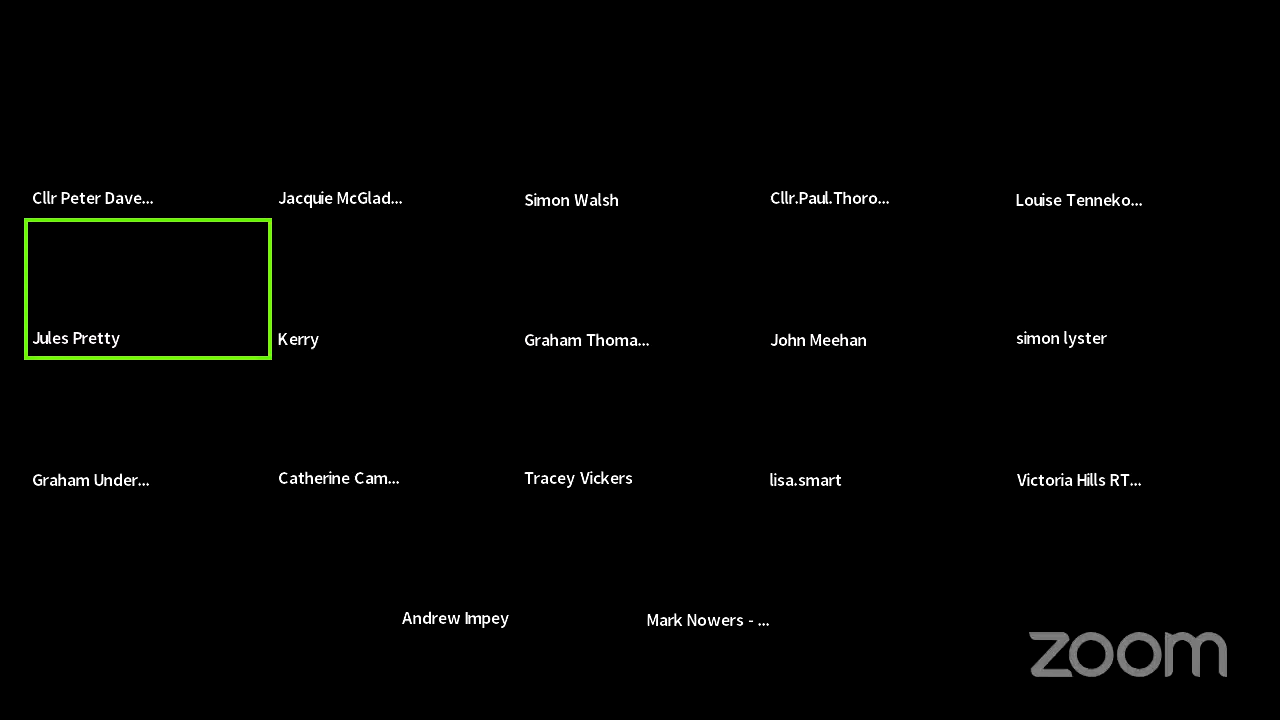 Cllr Peter Dave...
Jacquie McGlad...
Simon Walsh
Cllr.Paul.Thoro...
Louise Tenneko...
Jules Pretty
Kerry
Graham Thoma...
John Meehan
simon lyster
Graham Under...
Catherine Cam...
Tracey Vickers
lisa.smart
Victoria Hills RT...
Andrew Impey
Mark Nowers - ...
zoom